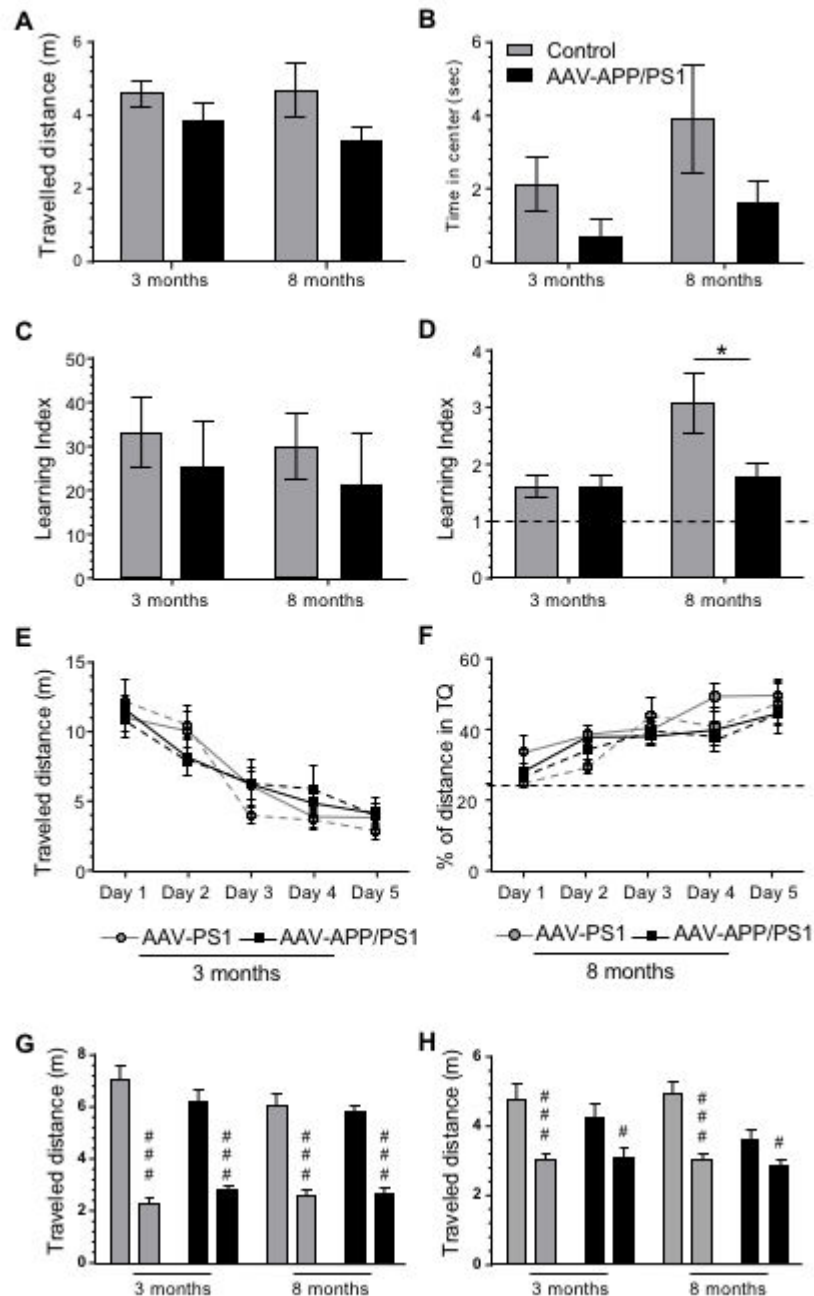 A
Travelled distance (m)
6
4
2
0
3 months
8 months
B
Time in center (sec)
6
4
2
0
Control
AAV-APP/PS1
3 months
8 months
C
Learning Index
50
40
30
20
10
0
3 months
8 months
D
Learning Index
4
3
2
1
0
*
3 months
8 months
E
Traveled distance (m)
15
10
5
0
Day 1 Day 2 Day 3 Day 4 Day 5
AAV-PS1 AAV-APP/PS1
3 months
F
% of distance in TQ
60
40
20
0
Day 1 Day 2 Day 3 Day 4 Day 5
AAV-PS1 AAV-APP/PS1
8 months
G
Traveled distance (m)
8
6
4
2
0
###
###
###
###
3 months
8 months
H
Traveled distance (m)
6
4
2
0
###
#
###
#
3 months
8 months